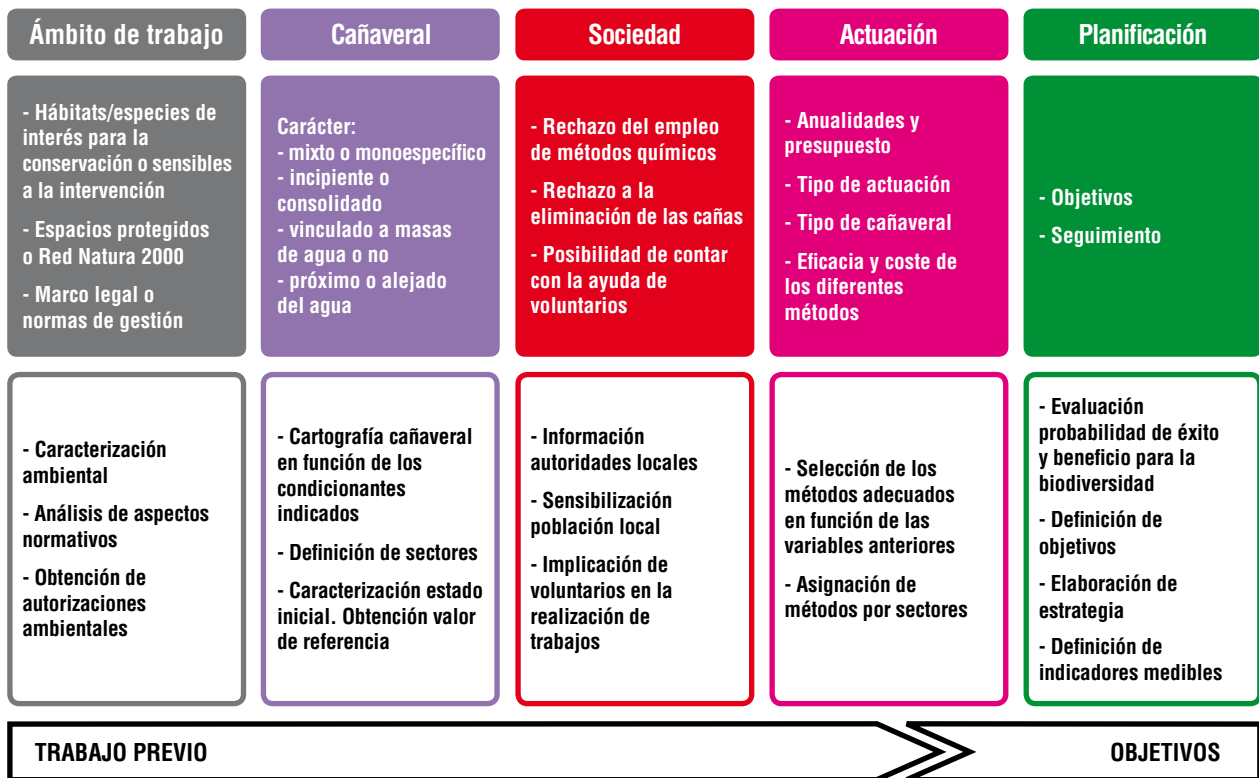 Ámbito de trabajo
- Hábitats/especies de
interés para la
conservación o sensibles
a la intervención
- Espacios protegidos
o Red Natura 2000
- Marco legal o
normas de gestión
- Caracterización
ambiental
- Análisis de aspectos
normativos
- Obtención de
autorizaciones
ambientales
Cañaveral
Carácter:
- mixto o monoespecífico
- incipiente o
consolidado
- vinculado a masas
de agua o no
- próximo o alejado
del agua
- Cartografía cañaveral
en función de los
condicionantes
indicados
- Definición de sectores
- Caracterización estado
inicial. Obtención valor
de referencia
Sociedad
- Rechazo del empleo
de métodos químicos
- Rechazo a la
eliminación de las cañas
- Posibilidad de contar
con la ayuda de
voluntarios
- Información
autoridades locales
- Sensibilización
población local
- Implicación de
voluntarios en la
realización de
trabajos
Actuación
- Anualidades y
presupuesto
- Tipo de actuación
- Tipo de cañaveral
- Eficacia y coste de
los diferentes
métodos
- Selección de los
métodos adecuados
en función de las
variables anteriores
- Asignación de
métodos por sectores
Planificación
- Objetivos
- Seguimiento
- Evaluación
probabilidad de éxito
y beneficio para la
biodiversidad
- Definición de
objetivos
- Elaboración de
estrategia
- Definición de
indicadores medibles
TRABAJO PREVIO
OBJETIVOS